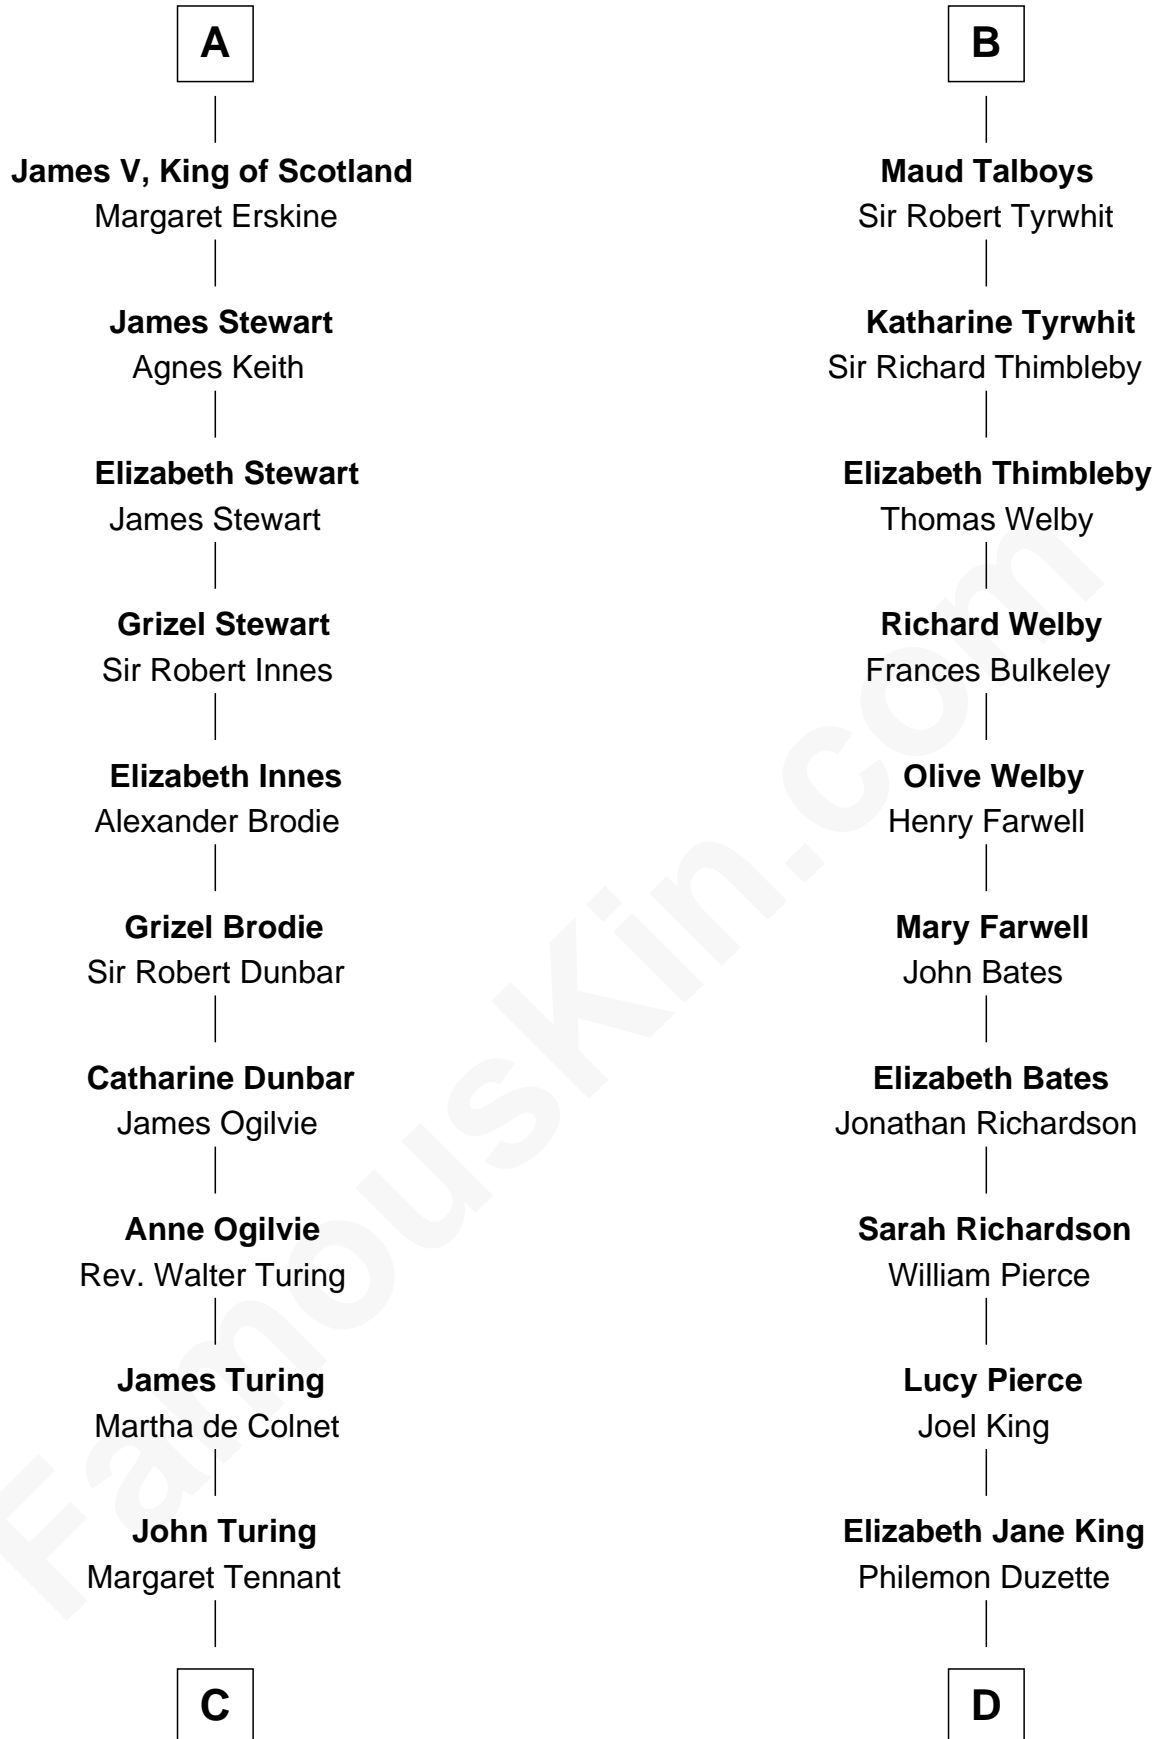 A
James V, King of Scotland
Margaret Erskine
James Stewart
Agnes Keith
Elizabeth Stewart
James Stewart
Grizel Stewart
Sir Robert Innes
Elizabeth Innes
Alexander Brodie
Grizel Brodie
Sir Robert Dunbar
Catharine Dunbar
James Ogilvie
Anne Ogilvie
Rev. Walter Turing
James Turing
Martha de Colnet
John Turing
Margaret Tennant
C
B
Maud Talboys
Sir Robert Tyrwhit
Katharine Tyrwhit
Sir Richard Thimbleby
Elizabeth Thimbleby
Thomas Welby
Richard Welby
Frances Bulkeley
Olive Welby
Henry Farwell
Mary Farwell
John Bates
Elizabeth Bates
Jonathan Richardson
Sarah Richardson
William Pierce
Lucy Pierce
Joel King
Elizabeth Jane King
Philemon Duzette
D
FamousKin.com